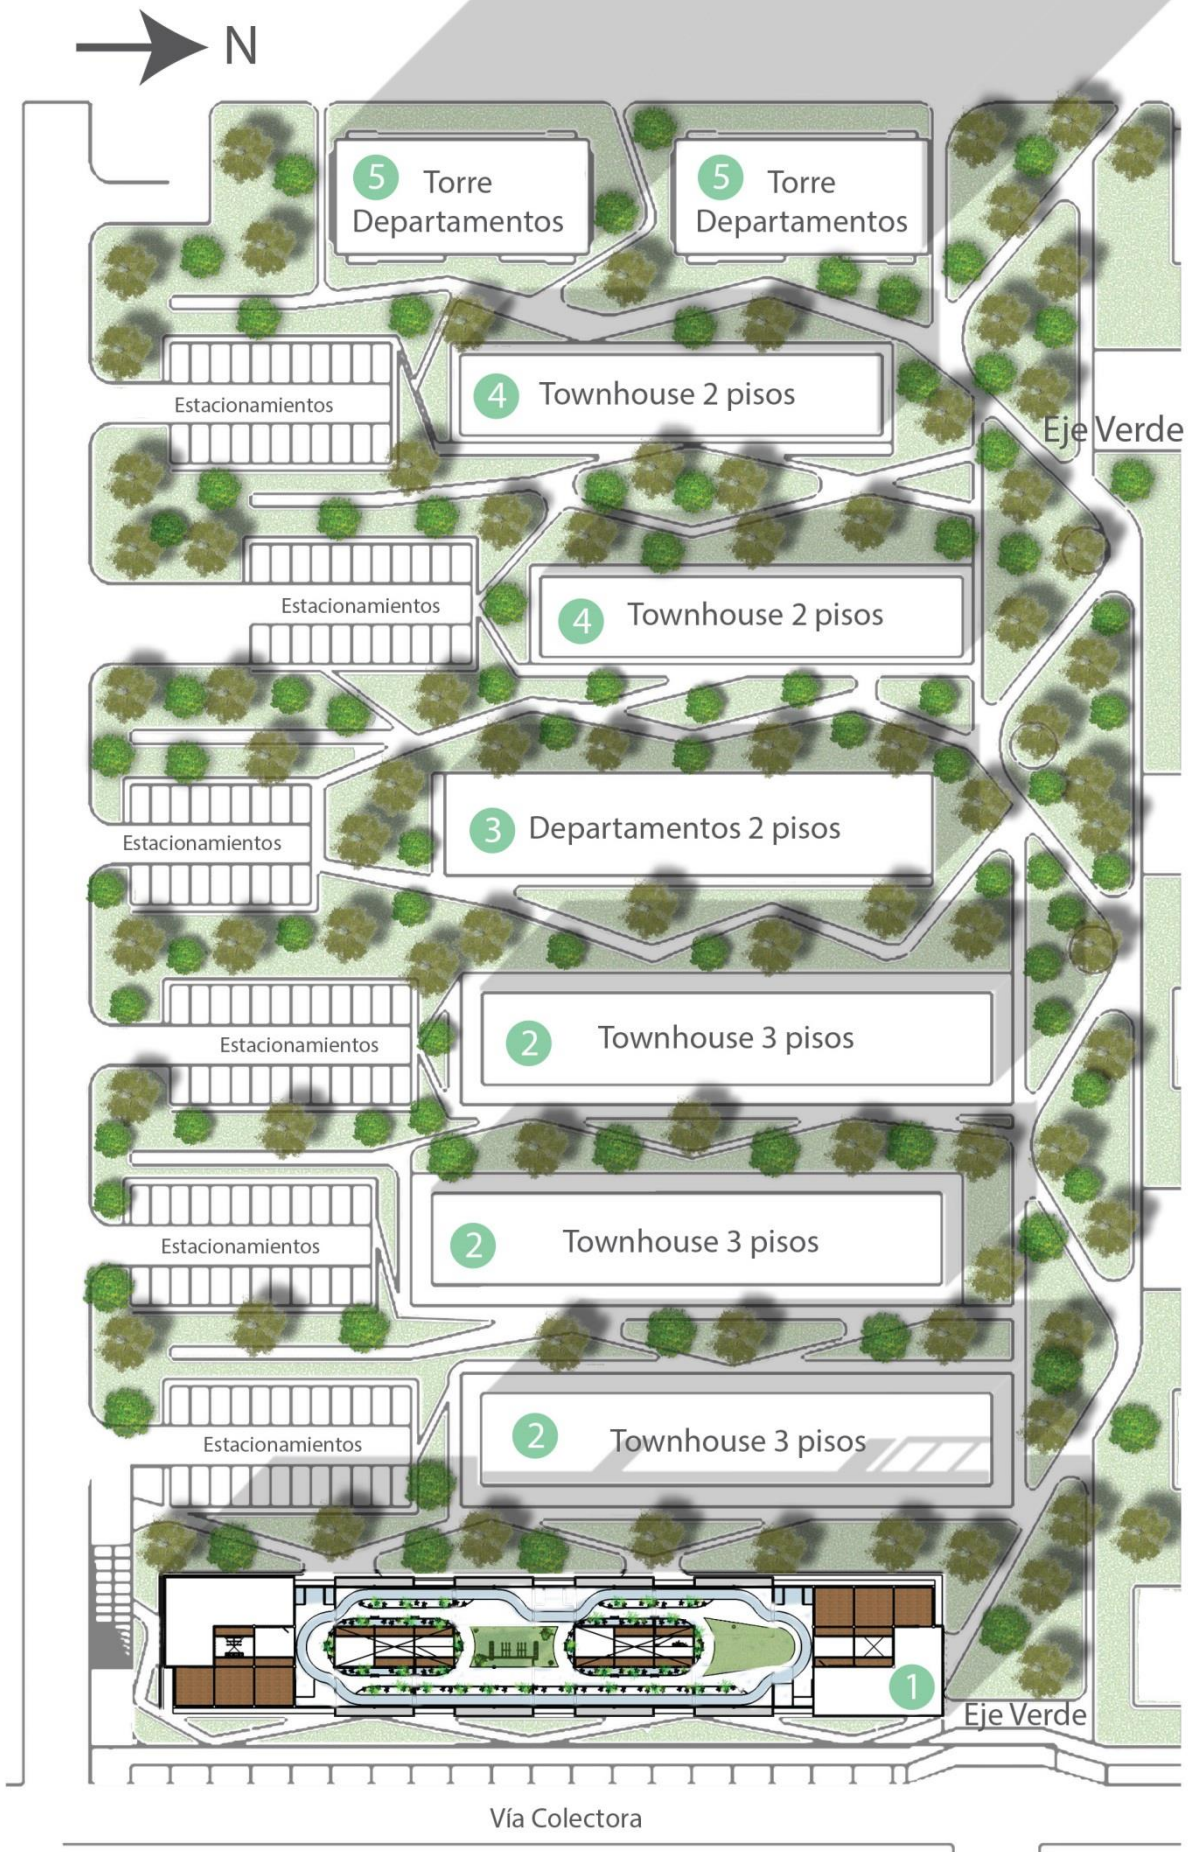 N
5 Torre
Departamentos
5 Torre
Departamentos
4 Townhouse 2 pisos
Estacionamientos
Eje Verde
4 Townhouse 2 pisos
Estacionamientos
3 Departamentos 2 pisos
Estacionamientos
2 Townhouse 3 pisos
Estacionamientos
2 Townhouse 3 pisos
Estacionamientos
2 Townhouse 3 pisos
Estacionamientos
1
Eje Verde
Vía Colectora